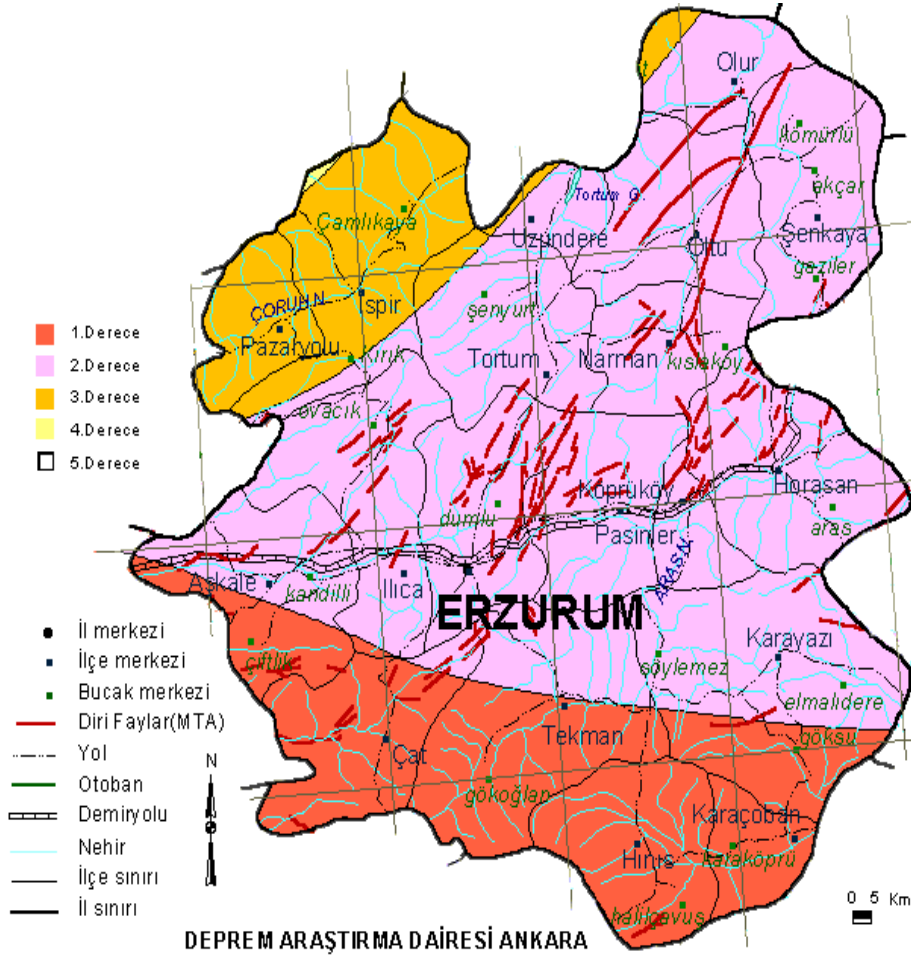 Olur
kömürlü
akçar
Çamlıkaya
Tortum G.
Uzundere
Oltu
Şenkaya
gaziler
ÇORUH N.
İspir
şenyurt
Pazaryolu
kırık
Tortum
Narman
kışlaköy
ovacık
1.Derece
2.Derece
3.Derece
4.Derece
5.Derece
Köprüköy
Horasan
dumlu
Pasinler
aras
Aşkale
kandilli
Ilıca
ERZURUM
ARAS N.
çiftlik
söylemez
Karayazı
elmalıdere
Tekman
göksu
Çat
gökoğlan
Karaçoban
Hınıs
karaköprü
halilçavuş
İl merkezi
İlçe merkezi
Bucak merkezi
Diri Faylar(MTA)
Yol
Otoban
Demiryolu
Nehir
İlçe sınırı
İl sınırı
N
0 5 Km
DEPREM ARAŞTIRMA DAİRESİ ANKARA